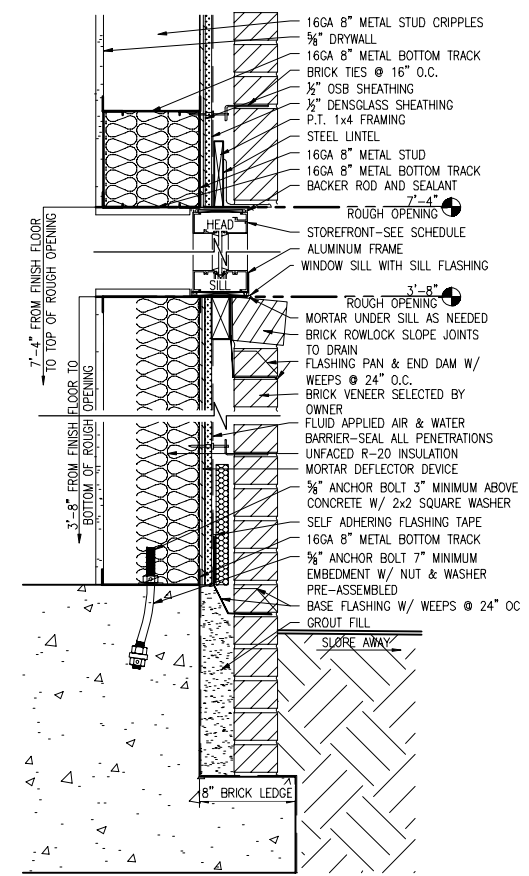 16GA 8" METAL STUD CRIPPLES
⅝" DRYWALL
16GA 8" METAL BOTTOM TRACK
BRICK TIES @ 16" O.C.
½" OSB SHEATHING
½" DENSGLASS SHEATHING
P.T. 1x4 FRAMING
STEEL LINTEL
16GA 8" METAL STUD
16GA 8" METAL BOTTOM TRACK
BACKER ROD AND SEALANT
7'-4"
ROUGH OPENING
HEAD
STOREFRONT-SEE SCHEDULE
ALUMINUM FRAME
WINDOW SILL WITH SILL FLASHING
SILL
3'-8"
ROUGH OPENING
7'-4" FROM FINISH FLOOR
TO TOP OF ROUGH OPENING
MORTAR UNDER SILL AS NEEDED
BRICK ROWLOCK SLOPE JOINTS
TO DRAIN
FLASHING PAN & END DAM W/
WEEPS @ 24" O.C.
BRICK VENEER SELECTED BY
OWNER
FLUID APPLIED AIR & WATER
BARRIER-SEAL ALL PENETRATIONS
UNFACED R-20 INSULATION
MORTAR DEFLECTOR DEVICE
3'-8" FROM FINISH FLOOR TO
BOTTOM OF ROUGH OPENING
⅝" ANCHOR BOLT 3" MINIMUM ABOVE
CONCRETE W/ 2x2 SQUARE WASHER
SELF ADHERING FLASHING TAPE
16GA 8" METAL BOTTOM TRACK
⅝" ANCHOR BOLT 7" MINIMUM
EMBEDMENT W/ NUT & WASHER
PRE-ASSEMBLED
BASE FLASHING W/ WEEPS @ 24" OC
GROUT FILL
SLOPE AWAY
8" BRICK LEDGE